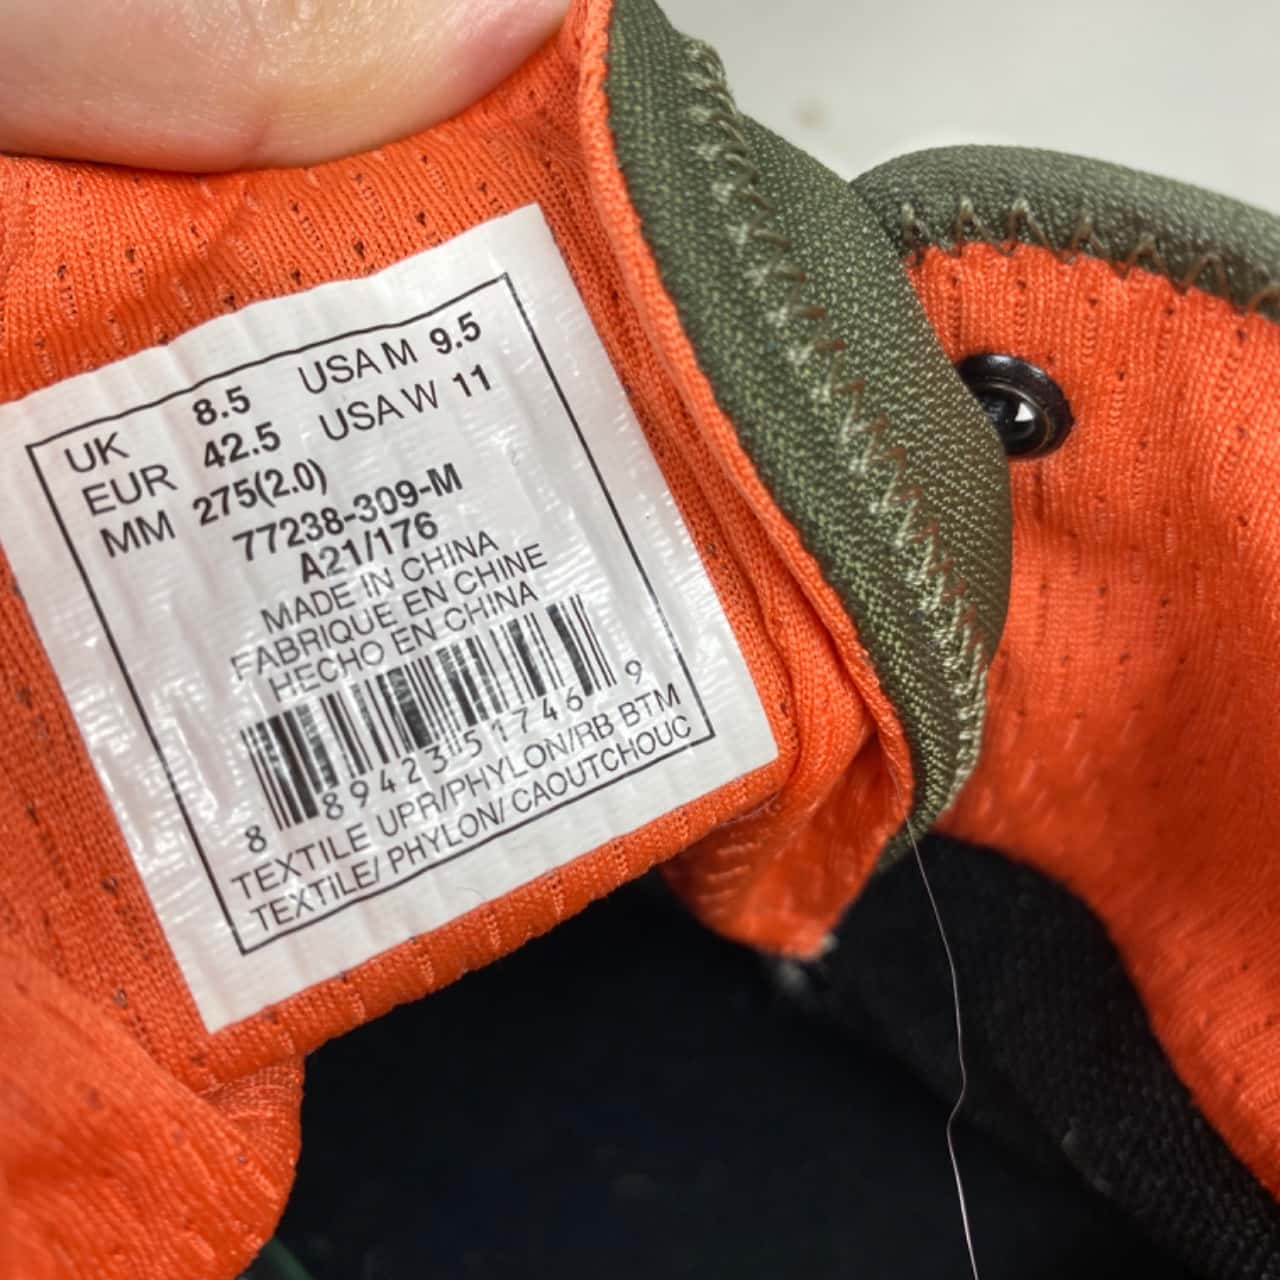 UK 8.5 USA M 9.5
EUR 42.5 USA W 11
MM 275(2.0)
77238-309-M
A21/176
MADE IN CHINA
FABRIQUE EN CHINE
HECHO EN CHINA
8 89423 51746 9
TEXTILE UPR/PHYLON/RB BTM
TEXTILE/ PHYLON/ CAOUTCHOUC